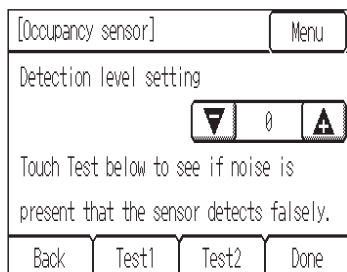 [Occupancy sensor] Menu
Detection level setting
0
Touch Test below to see if noise is
present that the sensor detects falsely.
Back Test1 Test2 Done